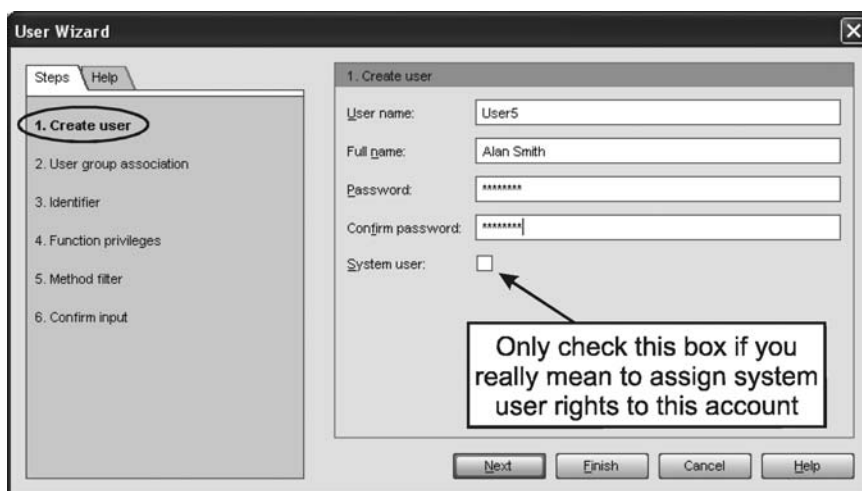 User Wizard
Steps
Help
1. Create user
2. User group association
3. Identifier
4. Function privileges
5. Method filter
6. Confirm input
1. Create user
User name:
User5
Full name:
Alan Smith
Password:
********
Confirm password:
********
System user:
Only check this box if you
really mean to assign system
user rights to this account
Next
Finish
Cancel
Help